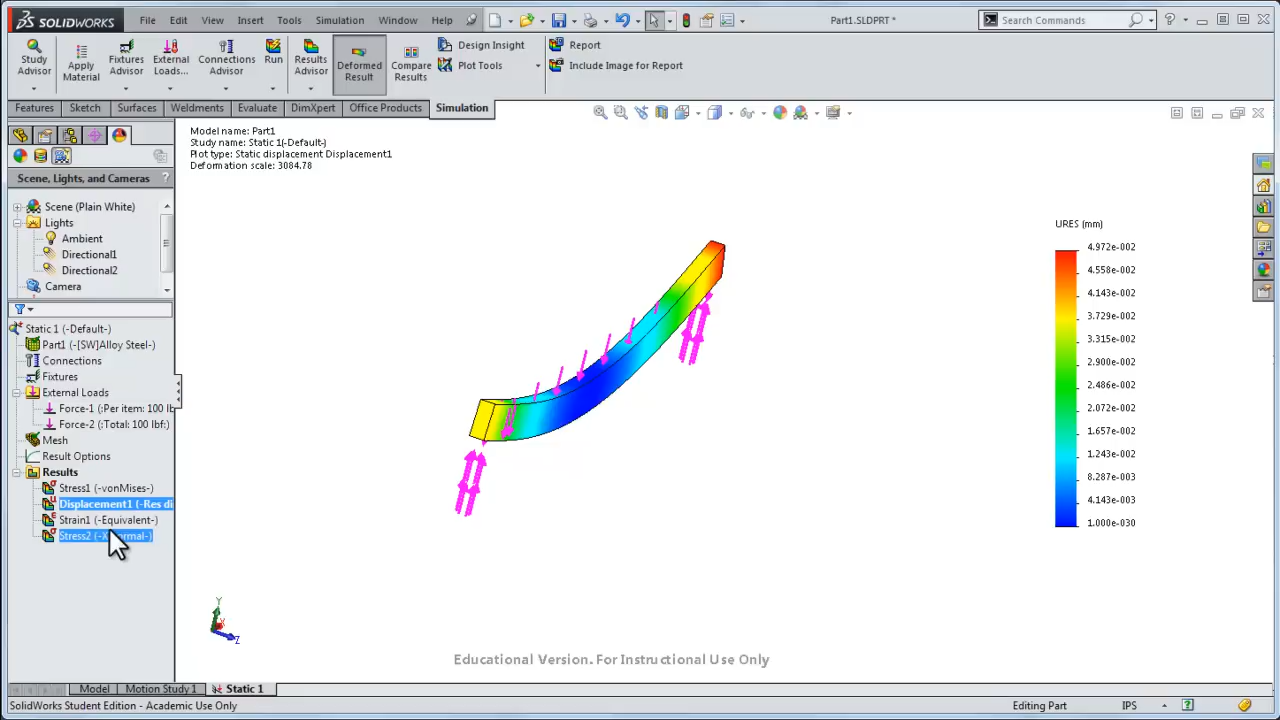 SOLIDWORKS
File Edit View Insert Tools Simulation Window Help
Part1.SLDPRT *
Search Commands
Study Advisor
Apply Material
Fixtures Advisor
External Loads...
Connections Advisor
Run
Results Advisor
Deformed Result
Compare Results
Design Insight
Plot Tools
Report
Include Image for Report
Features Sketch Surfaces Weldments Evaluate DimXpert Office Products Simulation
Scene, Lights, and Cameras ?
Scene (Plain White)
Lights
Ambient
Directional1
Directional2
Camera
Static 1 (-Default-)
Part1 (-[SW]Alloy Steel-)
Connections
Fixtures
External Loads
Force-1 (:Per item: 100 lb
Force-2 (:Total: 100 lbf:)
Mesh
Result Options
Results
Stress1 (-vonMises-)
Displacement1 (-Res di
Strain1 (-Equivalent-)
Stress2 (-X
Model name: Part1
Study name: Static 1(-Default-)
Plot type: Static displacement Displacement1
Deformation scale: 3084.78
URES (mm)
4.972e-002
4.558e-002
4.143e-002
3.729e-002
3.315e-002
2.900e-002
2.486e-002
2.072e-002
1.657e-002
1.243e-002
8.287e-003
4.143e-003
1.000e-030
Y
X
Z
Educational Version. For Instructional Use Only
Model Motion Study 1 Static 1
SolidWorks Student Edition - Academic Use Only
Editing Part IPS